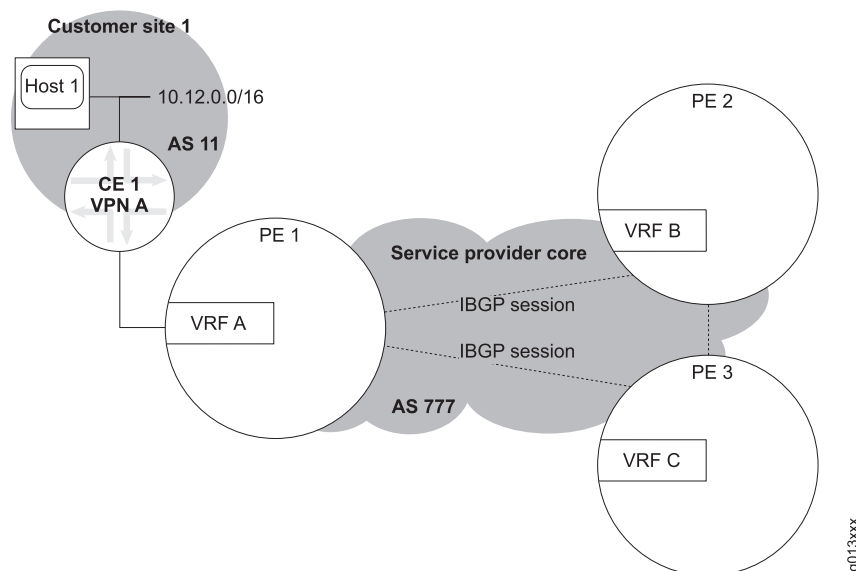 Customer site 1
Host 1
10.12.0.0/16
AS 11
CE 1
VPN A
PE 1
VRF A
Service provider core
IBGP session
IBGP session
AS 777
PE 2
VRF B
PE 3
VRF C
g013xxx